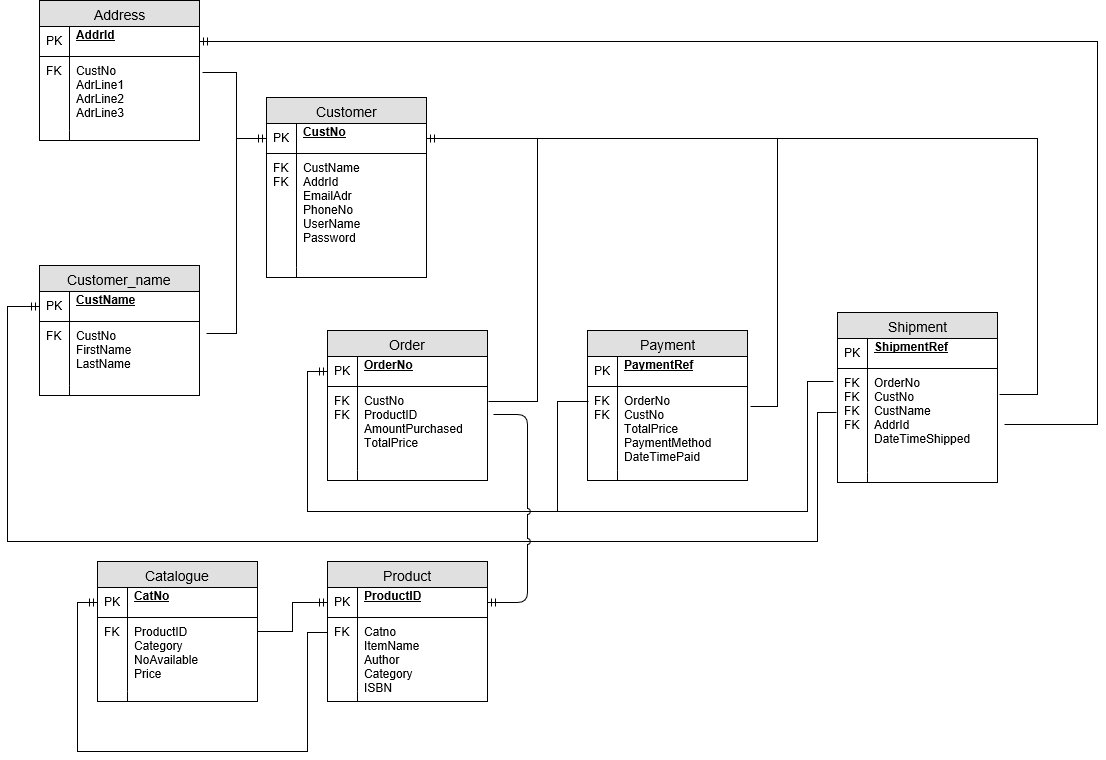 Address
PK AddrId
FK CustNo
AdrLine1
AdrLine2
AdrLine3
Customer
PK CustNo
FK CustName
FK AddrId
EmailAdr
PhoneNo
UserName
Password
Customer_name
PK CustName
FK CustNo
FirstName
LastName
Order
PK OrderNo
FK CustNo
FK ProductID
AmountPurchased
TotalPrice
Payment
PK PaymentRef
FK OrderNo
FK CustNo
TotalPrice
PaymentMethod
DateTimePaid
Shipment
PK ShipmentRef
FK OrderNo
FK CustNo
FK CustName
FK AddrId
DateTimeShipped
Catalogue
PK CatNo
FK ProductID
Category
NoAvailable
Price
Product
PK ProductID
FK Catno
ItemName
Author
Category
ISBN